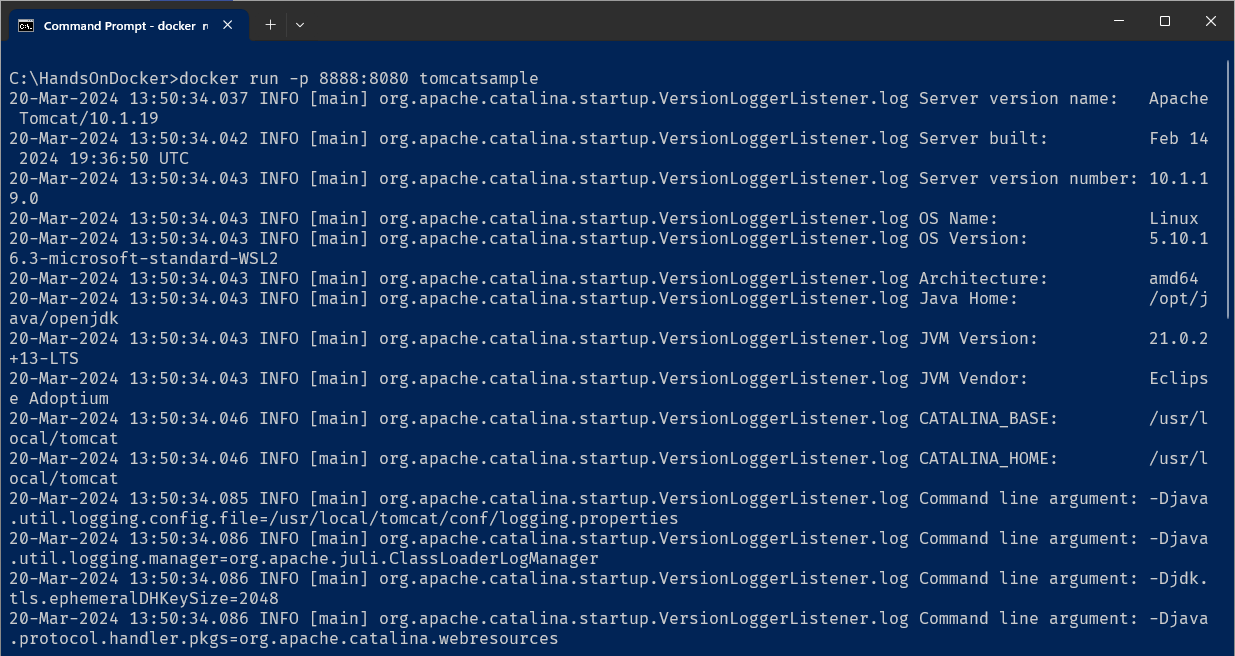 Command Prompt - docker r
C:\HandsOnDocker>docker run -p 8888:8080 tomcatsample
20-Mar-2024 13:50:34.037 INFO [main] org.apache.catalina.startup.VersionLoggerListener.log Server version name:   Apache
 Tomcat/10.1.19
20-Mar-2024 13:50:34.042 INFO [main] org.apache.catalina.startup.VersionLoggerListener.log Server built:          Feb 14
 2024 19:36:50 UTC
20-Mar-2024 13:50:34.043 INFO [main] org.apache.catalina.startup.VersionLoggerListener.log Server version number: 10.1.1
9.0
20-Mar-2024 13:50:34.043 INFO [main] org.apache.catalina.startup.VersionLoggerListener.log OS Name:               Linux
20-Mar-2024 13:50:34.043 INFO [main] org.apache.catalina.startup.VersionLoggerListener.log OS Version:            5.10.1
6.3-microsoft-standard-WSL2
20-Mar-2024 13:50:34.043 INFO [main] org.apache.catalina.startup.VersionLoggerListener.log Architecture:          amd64
20-Mar-2024 13:50:34.043 INFO [main] org.apache.catalina.startup.VersionLoggerListener.log Java Home:             /opt/j
ava/openjdk
20-Mar-2024 13:50:34.043 INFO [main] org.apache.catalina.startup.VersionLoggerListener.log JVM Version:           21.0.2
+13-LTS
20-Mar-2024 13:50:34.043 INFO [main] org.apache.catalina.startup.VersionLoggerListener.log JVM Vendor:            Eclips
e Adoptium
20-Mar-2024 13:50:34.046 INFO [main] org.apache.catalina.startup.VersionLoggerListener.log CATALINA_BASE:         /usr/l
ocal/tomcat
20-Mar-2024 13:50:34.046 INFO [main] org.apache.catalina.startup.VersionLoggerListener.log CATALINA_HOME:         /usr/l
ocal/tomcat
20-Mar-2024 13:50:34.085 INFO [main] org.apache.catalina.startup.VersionLoggerListener.log Command line argument: -Djava
.util.logging.config.file=/usr/local/tomcat/conf/logging.properties
20-Mar-2024 13:50:34.086 INFO [main] org.apache.catalina.startup.VersionLoggerListener.log Command line argument: -Djava
.util.logging.manager=org.apache.juli.ClassLoaderLogManager
20-Mar-2024 13:50:34.086 INFO [main] org.apache.catalina.startup.VersionLoggerListener.log Command line argument: -Djdk.
tls.ephemeralDHKeySize=2048
20-Mar-2024 13:50:34.086 INFO [main] org.apache.catalina.startup.VersionLoggerListener.log Command line argument: -Djava
.protocol.handler.pkgs=org.apache.catalina.webresources